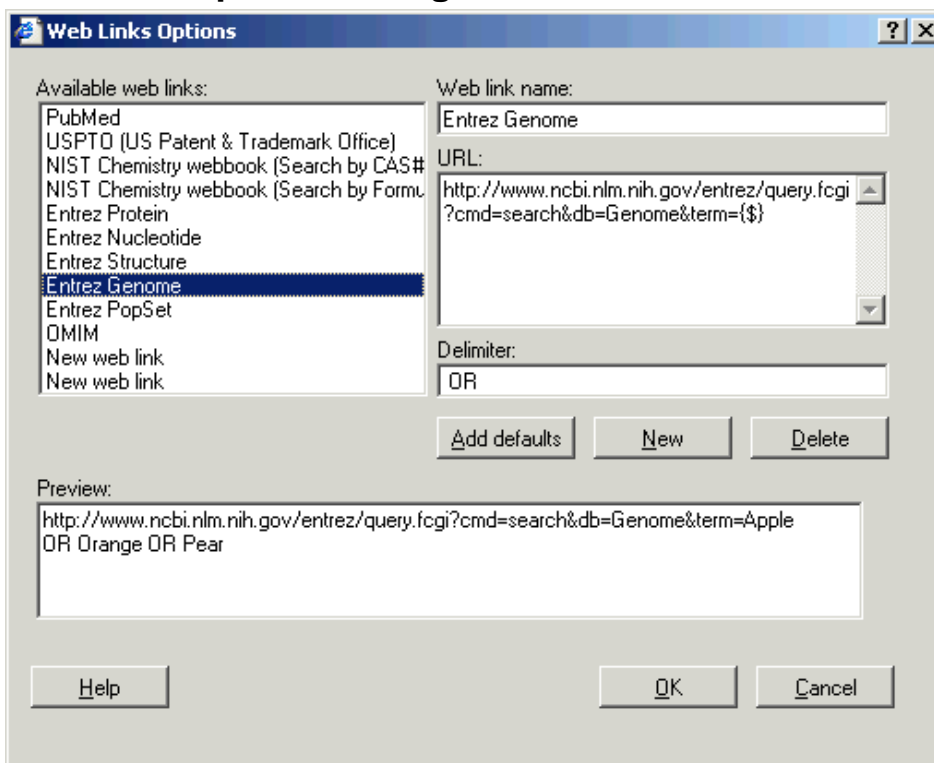 Web Links Options
Available web links:
PubMed
USPTO (US Patent & Trademark Office)
NIST Chemistry webbook (Search by CAS#
NIST Chemistry webbook (Search by Formu
Entrez Protein
Entrez Nucleotide
Entrez Structure
Entrez Genome
Entrez PopSet
OMIM
New web link
New web link
Web link name:
Entrez Genome
URL:
http://www.ncbi.nlm.nih.gov/entrez/query.fcgi
?cmd=search&db=Genome&term={$}
Delimiter:
OR
Add defaults
New
Delete
Preview:
http://www.ncbi.nlm.nih.gov/entrez/query.fcgi?cmd=search&db=Genome&term=Apple
OR Orange OR Pear
Help
OK
Cancel